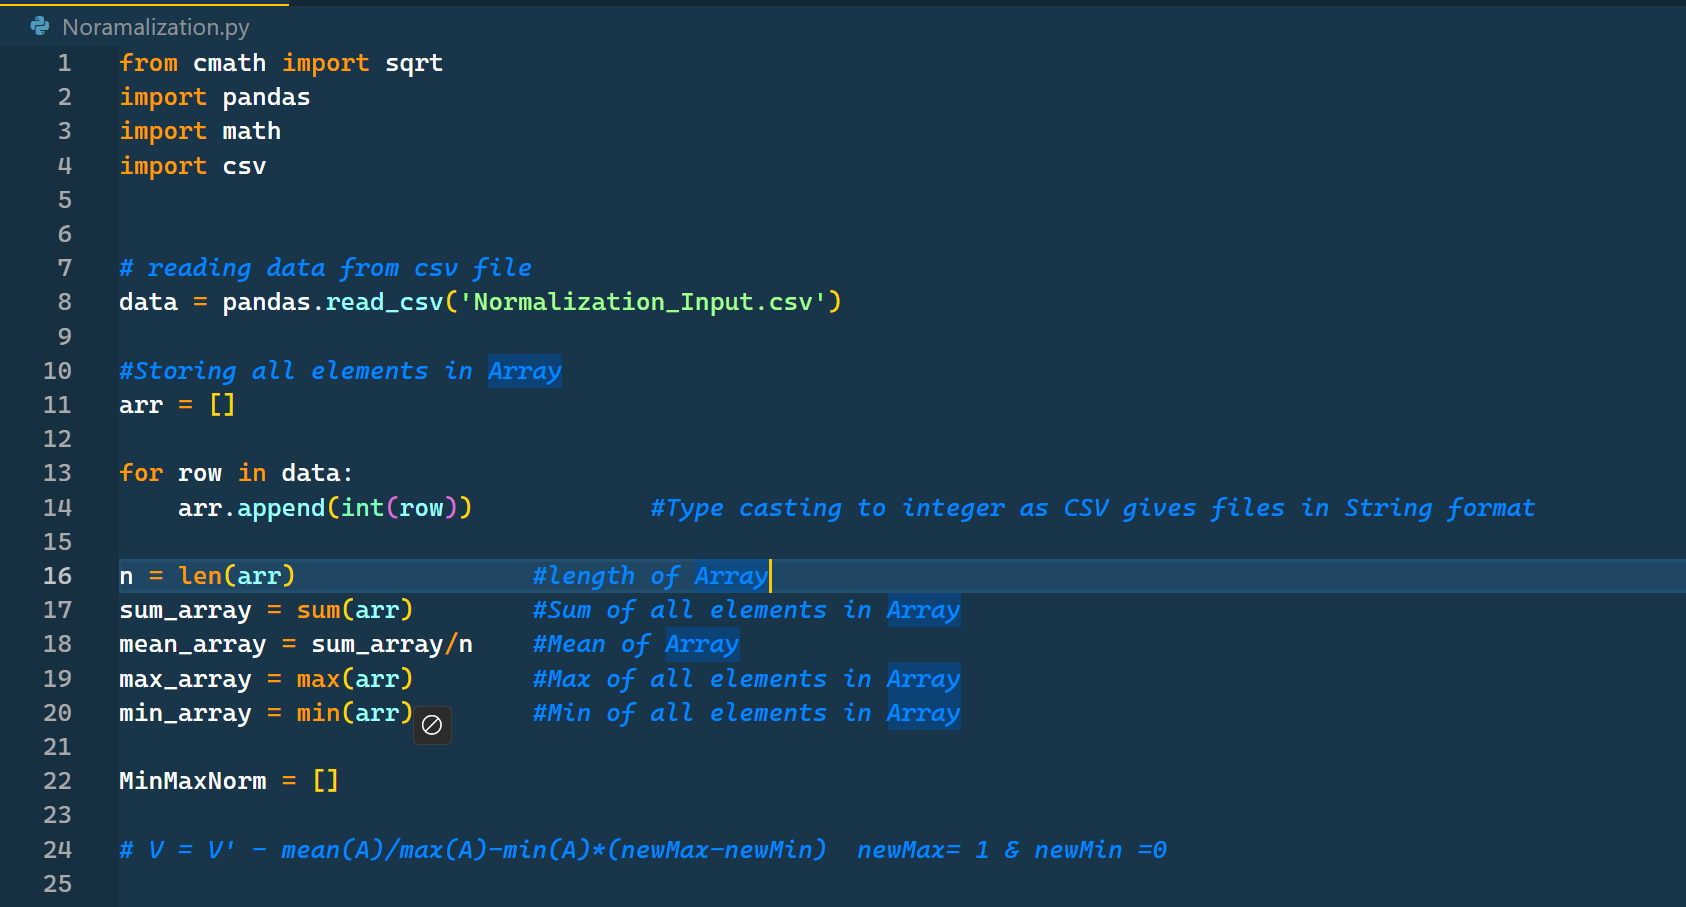 Noramalization.py
1 from cmath import sqrt
2 import pandas
3 import math
4 import csv
5
6
7 # reading data from csv file
8 data = pandas.read_csv('Normalization_Input.csv')
9
10 #Storing all elements in Array
11 arr = []
12
13 for row in data:
14     arr.append(int(row))            #Type casting to integer as CSV gives files in String format
15
16 n = len(arr)                #length of Array
17 sum_array = sum(arr)        #Sum of all elements in Array
18 mean_array = sum_array/n    #Mean of Array
19 max_array = max(arr)        #Max of all elements in Array
20 min_array = min(arr)        #Min of all elements in Array
21
22 MinMaxNorm = []
23
24 # V = V' - mean(A)/max(A)-min(A)*(newMax-newMin)  newMax= 1 & newMin =0
25